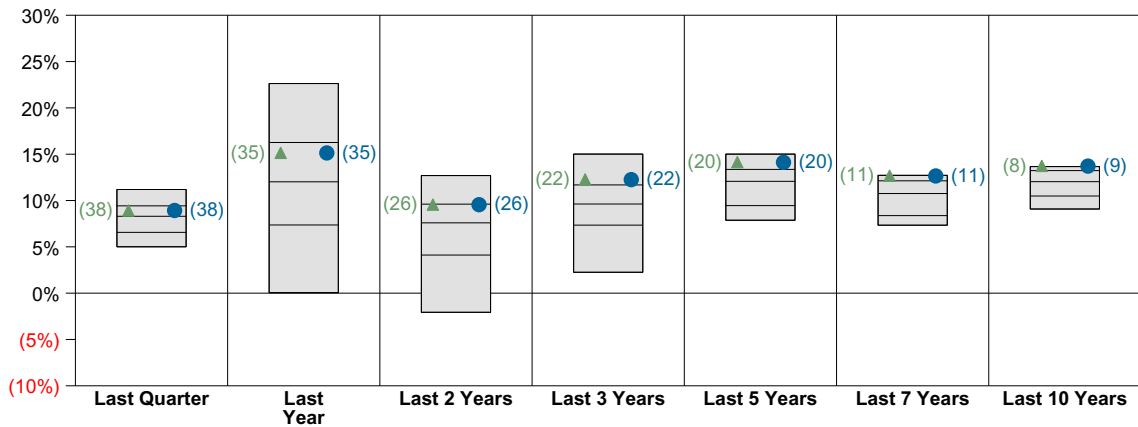 30%
25%
20%
15%
10%
5%
0%
(5%)
(10%)
(38) (38)
(35) (35)
(26) (26)
(22) (22)
(20) (20)
(11) (11)
(8) (9)
Last Quarter
Last
Year
Last 2 Years
Last 3 Years
Last 5 Years
Last 7 Years
Last 10 Years